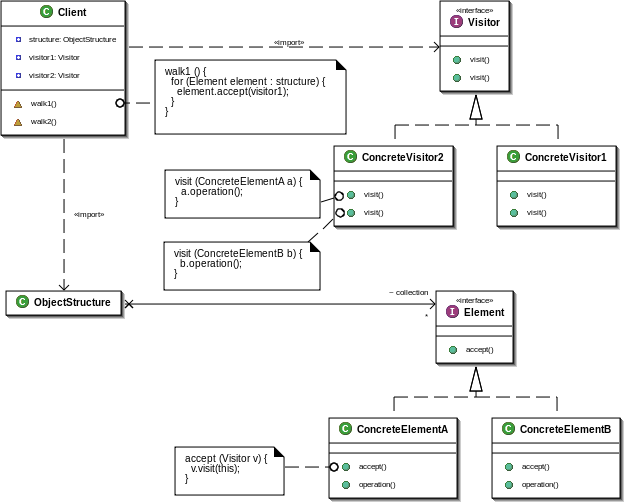 C Client
structure: ObjectStructure
visitor1: Visitor
visitor2: Visitor
walk1()
walk2()
«import»
«interface»
I Visitor
visit()
visit()
walk1 () {
for (Element element : structure) {
element.accept(visitor1);
}
}
C ConcreteVisitor2
visit()
visit()
C ConcreteVisitor1
visit()
visit()
visit (ConcreteElementA a) {
a.operation();
}
visit (ConcreteElementB b) {
b.operation();
}
«import»
C ObjectStructure
~ collection
*
«interface»
I Element
accept()
C ConcreteElementA
accept()
operation()
C ConcreteElementB
accept()
operation()
accept (Visitor v) {
v.visit(this);
}